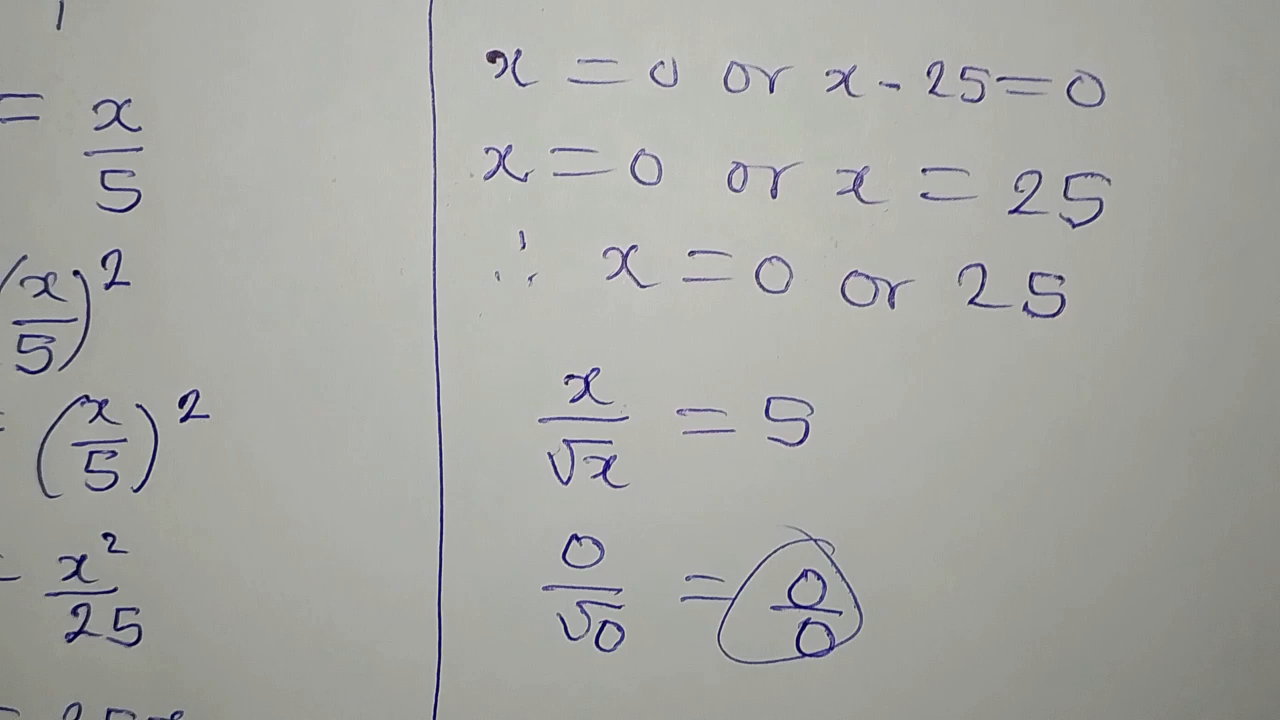 = x/5
(x/5)²
= (x/5)²
= x²/25
x = 0 or x - 25 = 0
x = 0 or x = 25
∴ x = 0 or 25
x/√x = 5
0/√0 = 0/0